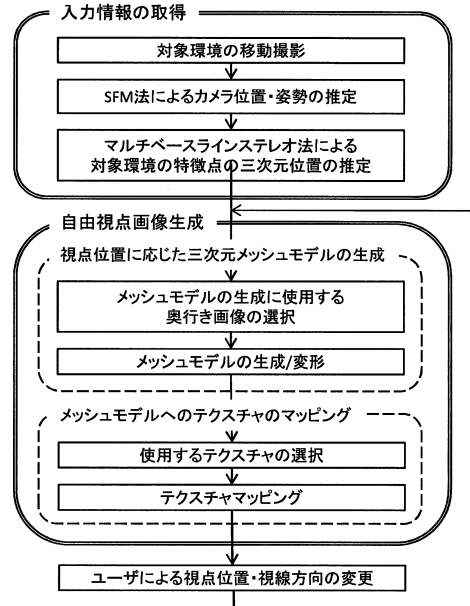 入力情報の取得
対象環境の移動撮影
SFM法によるカメラ位置・姿勢の推定
マルチベースラインステレオ法による
対象環境の特徴点の三次元位置の推定
自由視点画像生成
視点位置に応じた三次元メッシュモデルの生成
メッシュモデルの生成に使用する
奥行き画像の選択
メッシュモデルの生成/変形
メッシュモデルへのテクスチャのマッピング
使用するテクスチャの選択
テクスチャマッピング
ユーザによる視点位置・視線方向の変更